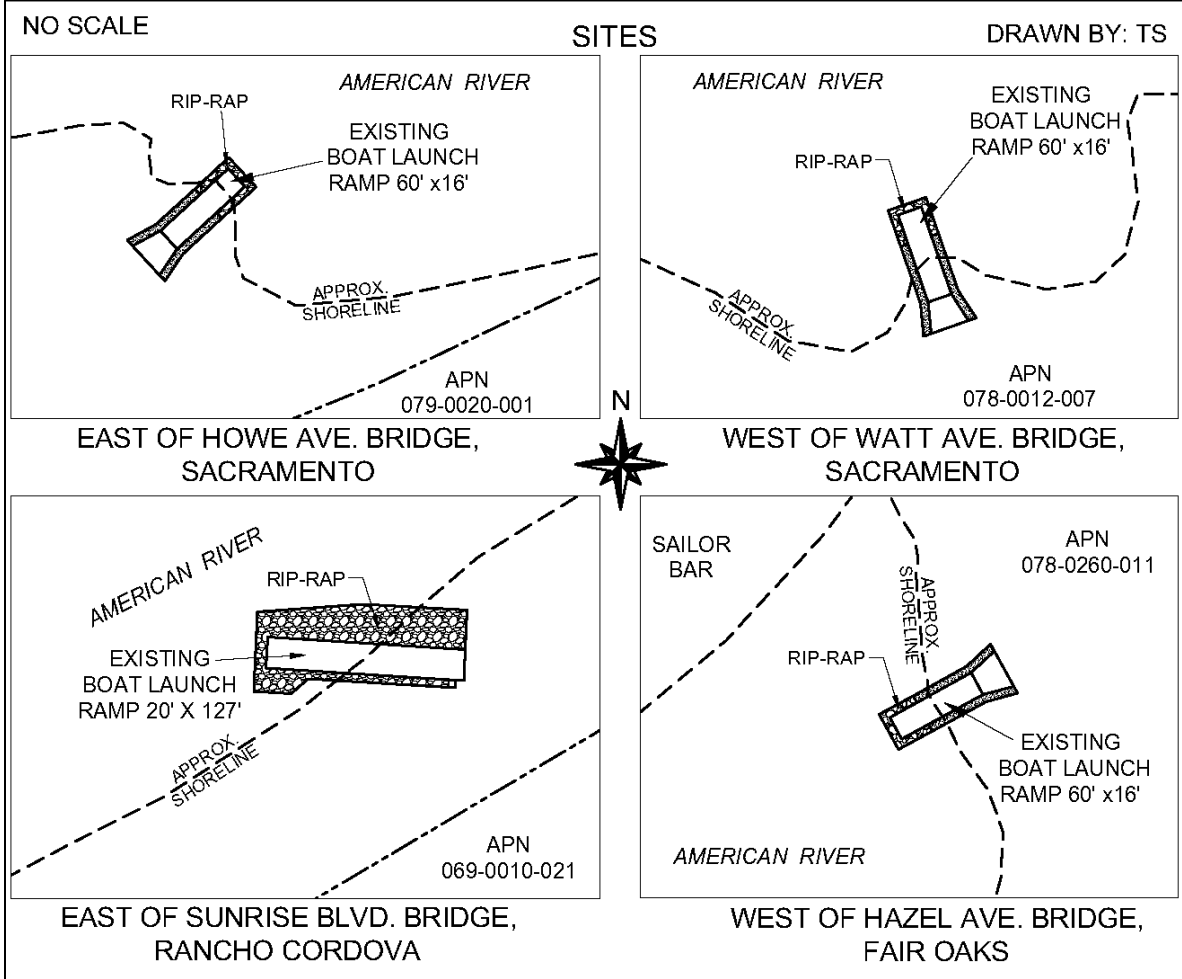 NO SCALE
SITES
DRAWN BY: TS
AMERICAN RIVER
RIP-RAP
EXISTING
BOAT LAUNCH
RAMP 60' x16'
APPROX.
SHORELINE
APN
079-0020-001
EAST OF HOWE AVE. BRIDGE,
SACRAMENTO
AMERICAN RIVER
EXISTING
BOAT LAUNCH
RAMP 60' x16'
RIP-RAP
APPROX.
SHORELINE
APN
078-0012-007
WEST OF WATT AVE. BRIDGE,
SACRAMENTO
N
AMERICAN RIVER
RIP-RAP
EXISTING
BOAT LAUNCH
RAMP 20' X 127'
APPROX.
SHORELINE
APN
069-0010-021
EAST OF SUNRISE BLVD. BRIDGE,
RANCHO CORDOVA
SAILOR
BAR
APN
078-0260-011
APPROX.
SHORELINE
RIP-RAP
EXISTING
BOAT LAUNCH
RAMP 60' x16'
AMERICAN RIVER
WEST OF HAZEL AVE. BRIDGE,
FAIR OAKS